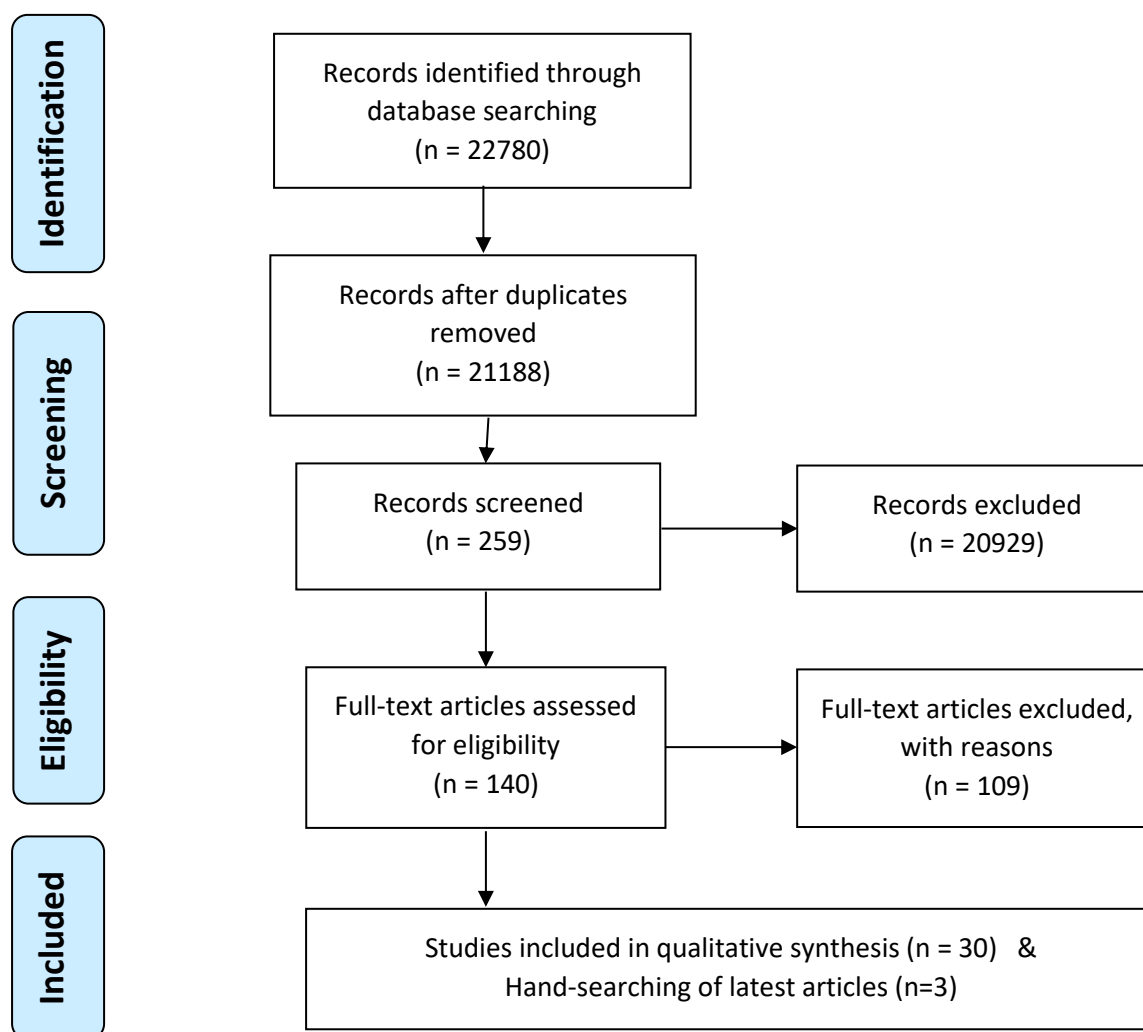 Identification
Records identified through
database searching
(n = 22780)
Records after duplicates
removed
(n = 21188)
Screening
Records screened
(n = 259)
Records excluded
(n = 20929)
Eligibility
Full-text articles assessed
for eligibility
(n = 140)
Full-text articles excluded,
with reasons
(n = 109)
Included
Studies included in qualitative synthesis (n = 30) &
Hand-searching of latest articles (n=3)